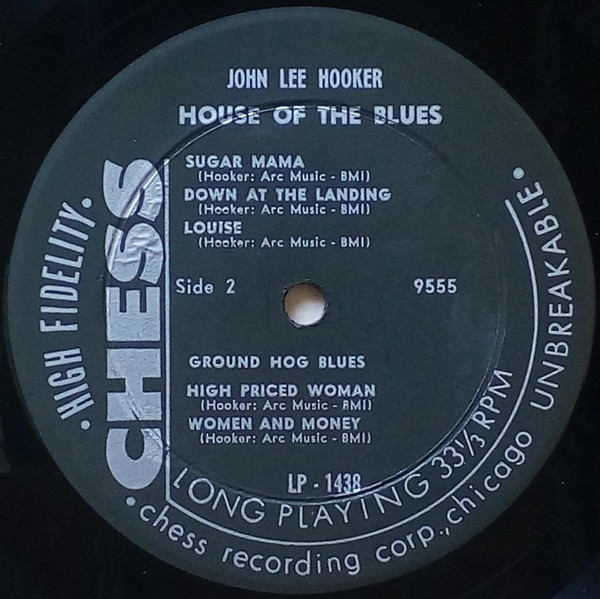 JOHN LEE HOOKER
HOUSE OF THE BLUES
SUGAR MAMA
(Hooker: Arc Music - BMI)
DOWN AT THE LANDING
(Hooker: Arc Music - BMI)
LOUISE
(Hooker: Arc Music - BMI)
Side 2 9555
GROUND HOG BLUES
HIGH PRICED WOMAN
(Hooker: Arc Music - BMI)
WOMEN AND MONEY
(Hooker: Arc Music - BMI)
LP - 1438
• HIGH FIDELITY •
CHESS
LONG PLAYING 33⅓ RPM
• chess recording corp., chicago UNBREAKABLE •